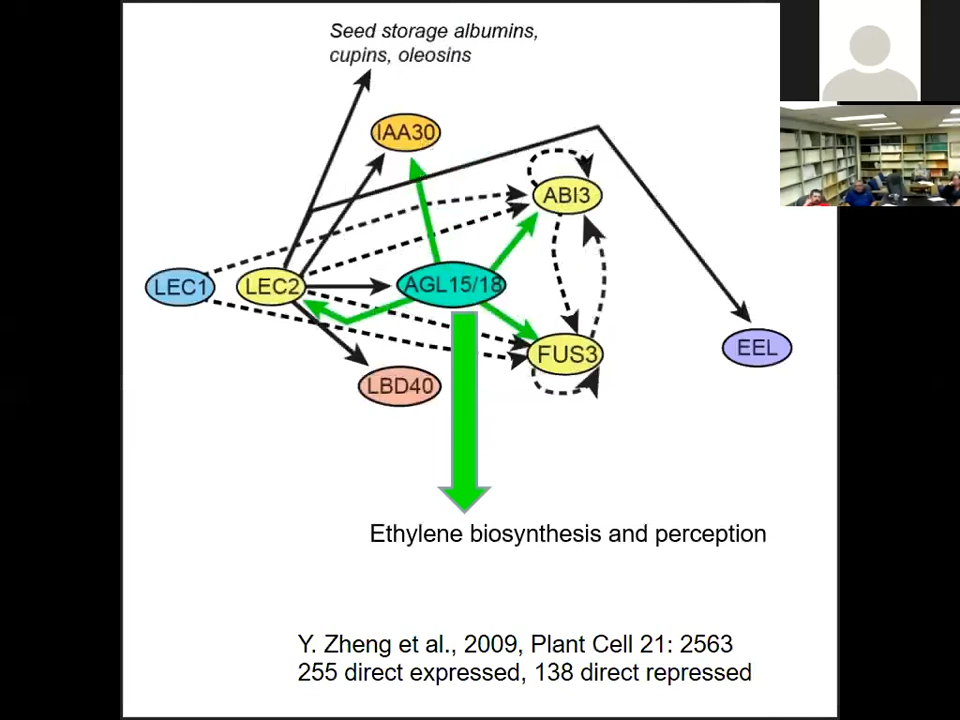 Seed storage albumins,
cupins, oleosins
IAA30
ABI3
LEC1
LEC2
AGL15/18
FUS3
EEL
LBD40
Ethylene biosynthesis and perception
Y. Zheng et al., 2009, Plant Cell 21: 2563
255 direct expressed, 138 direct repressed